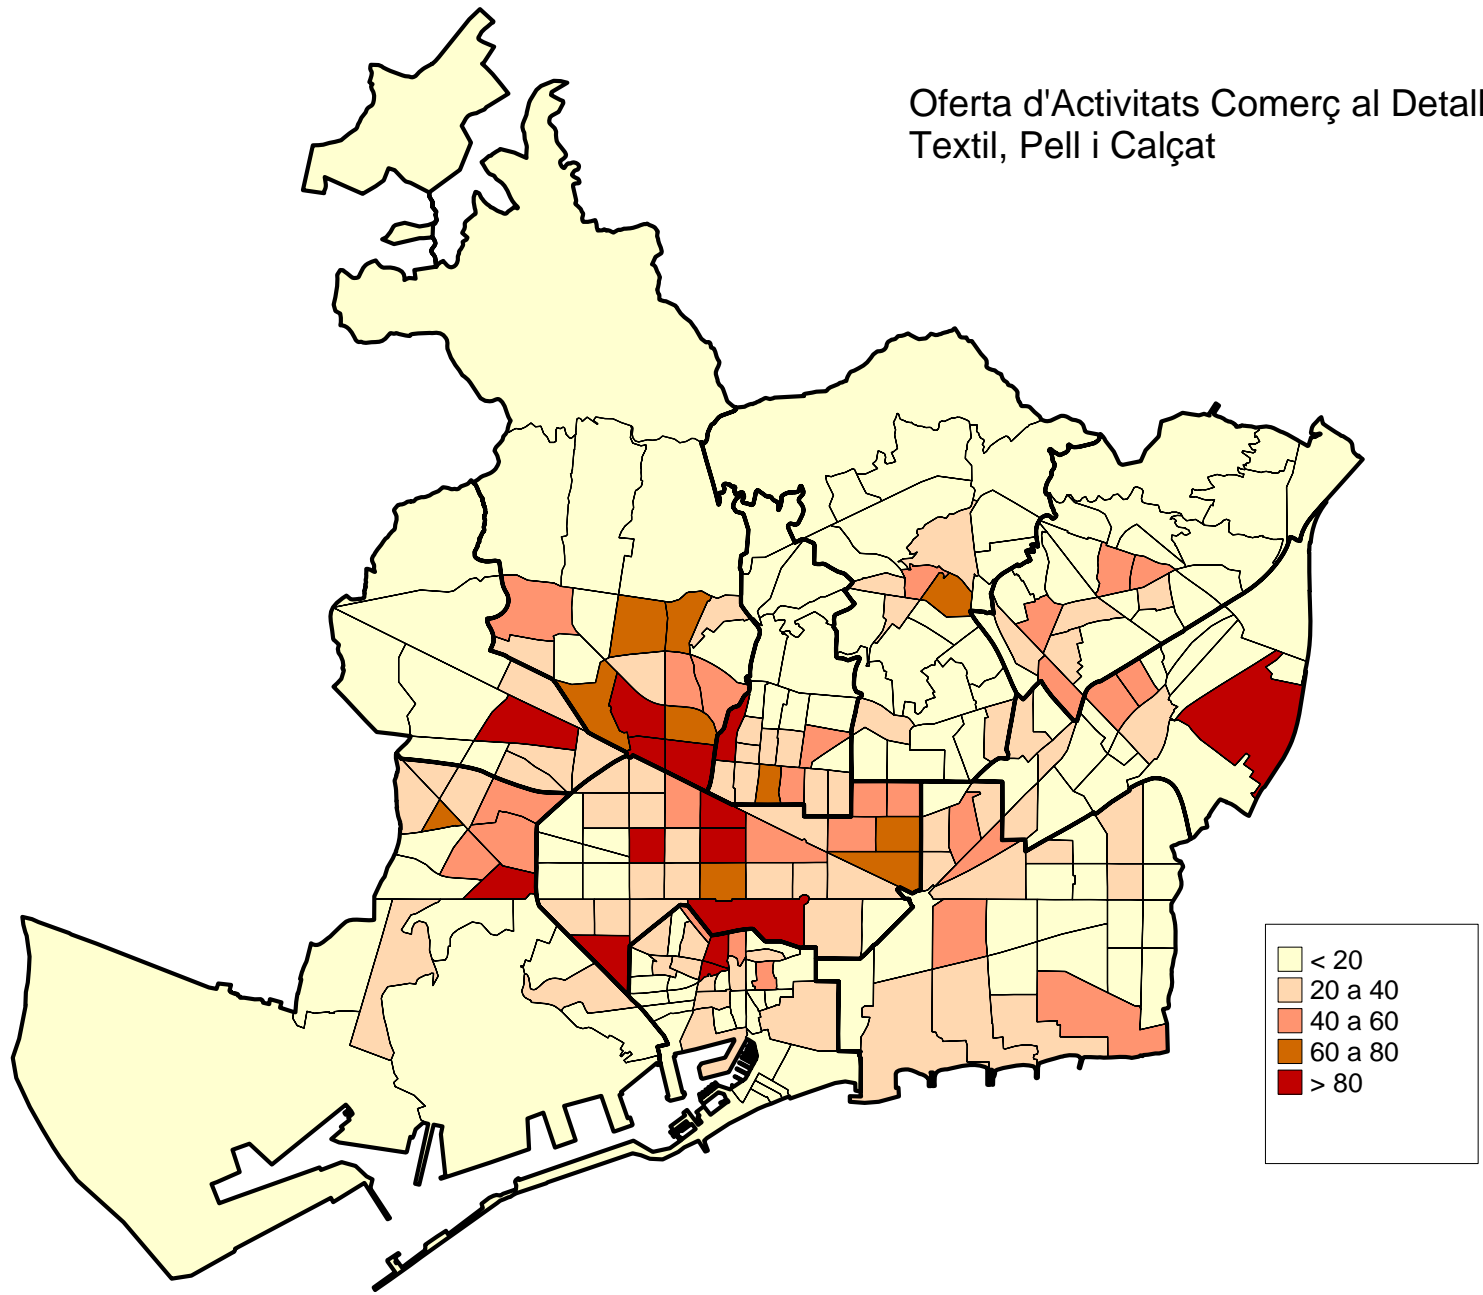 Oferta d'Activitats Comerç al Detall
Textil, Pell i Calçat
< 20
20 a 40
40 a 60
60 a 80
> 80